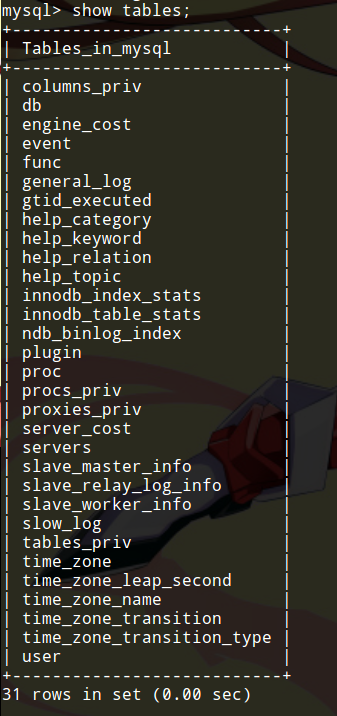 mysql> show tables;
+---------------------------+
| Tables_in_mysql           |
+---------------------------+
| columns_priv              |
| db                        |
| engine_cost               |
| event                     |
| func                      |
| general_log               |
| gtid_executed             |
| help_category             |
| help_keyword              |
| help_relation             |
| help_topic                |
| innodb_index_stats        |
| innodb_table_stats        |
| ndb_binlog_index          |
| plugin                    |
| proc                      |
| procs_priv                |
| proxies_priv              |
| server_cost               |
| servers                   |
| slave_master_info         |
| slave_relay_log_info      |
| slave_worker_info         |
| slow_log                  |
| tables_priv               |
| time_zone                 |
| time_zone_leap_second     |
| time_zone_name            |
| time_zone_transition      |
| time_zone_transition_type |
| user                      |
+---------------------------+
31 rows in set (0.00 sec)